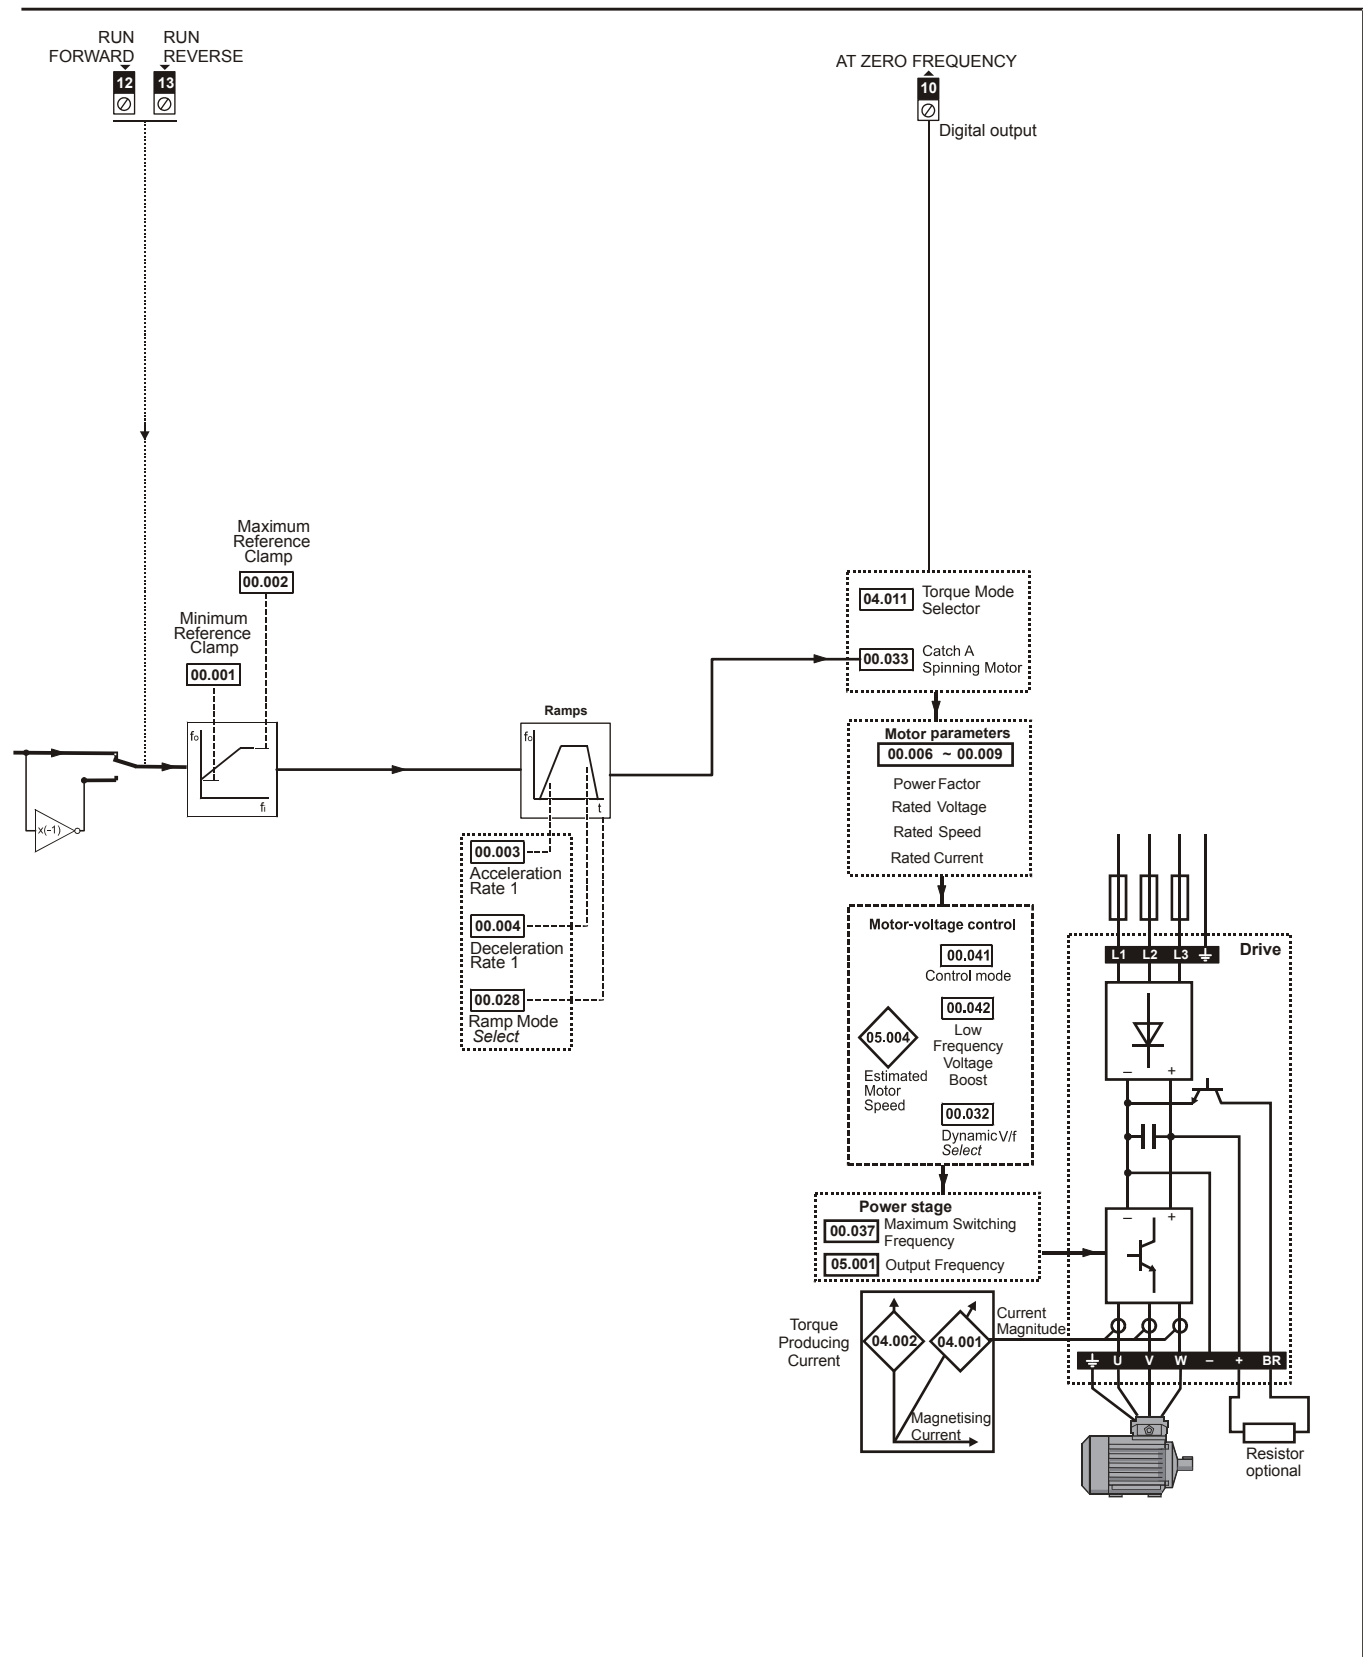 RUN FORWARD
RUN REVERSE
12
13
AT ZERO FREQUENCY
10
Digital output
Maximum
Reference
Clamp
00.002
Minimum
Reference
Clamp
00.001
fo
fi
x(-1)
Ramps
fo
t
00.003
Acceleration
Rate 1
00.004
Deceleration
Rate 1
00.028
Ramp Mode
Select
04.011
Torque Mode
Selector
00.033
Catch A
Spinning Motor
Motor parameters
00.006 ~ 00.009
Power Factor
Rated Voltage
Rated Speed
Rated Current
Motor-voltage control
00.041
Control mode
00.042
Low
Frequency
Voltage
Boost
05.004
Estimated
Motor
Speed
00.032
Dynamic V/f
Select
Power stage
00.037
Maximum Switching
Frequency
05.001
Output Frequency
Torque
Producing
Current
04.002
04.001
Current
Magnitude
Magnetising
Current
L1 L2 L3
Drive
– +
– +
U V W – + BR
Resistor
optional